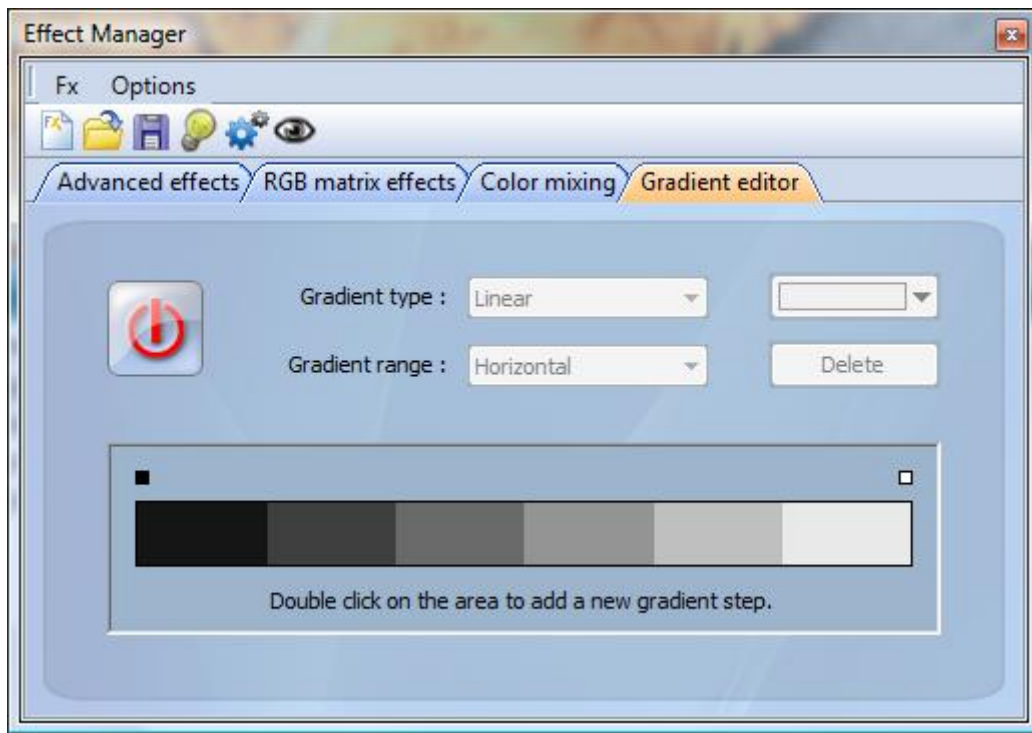 Effect Manager
Fx Options
Advanced effects RGB matrix effects Color mixing Gradient editor
Gradient type : Linear
Gradient range : Horizontal Delete
Double click on the area to add a new gradient step.